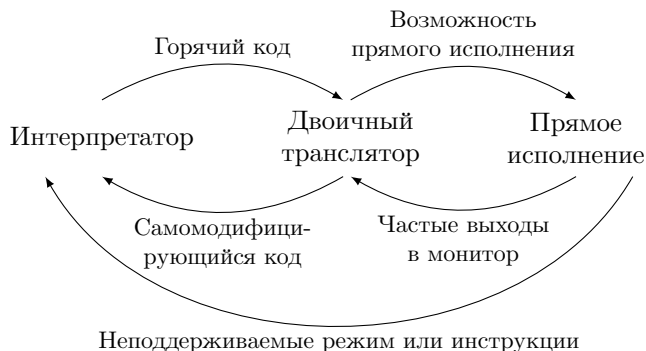 Возможность
прямого исполнения
Горячий код
Интерпретатор
Двоичный
транслятор
Прямое
исполнение
Самомодифици-
рующийся код
Частые выходы
в монитор
Неподдерживаемые режим или инструкции